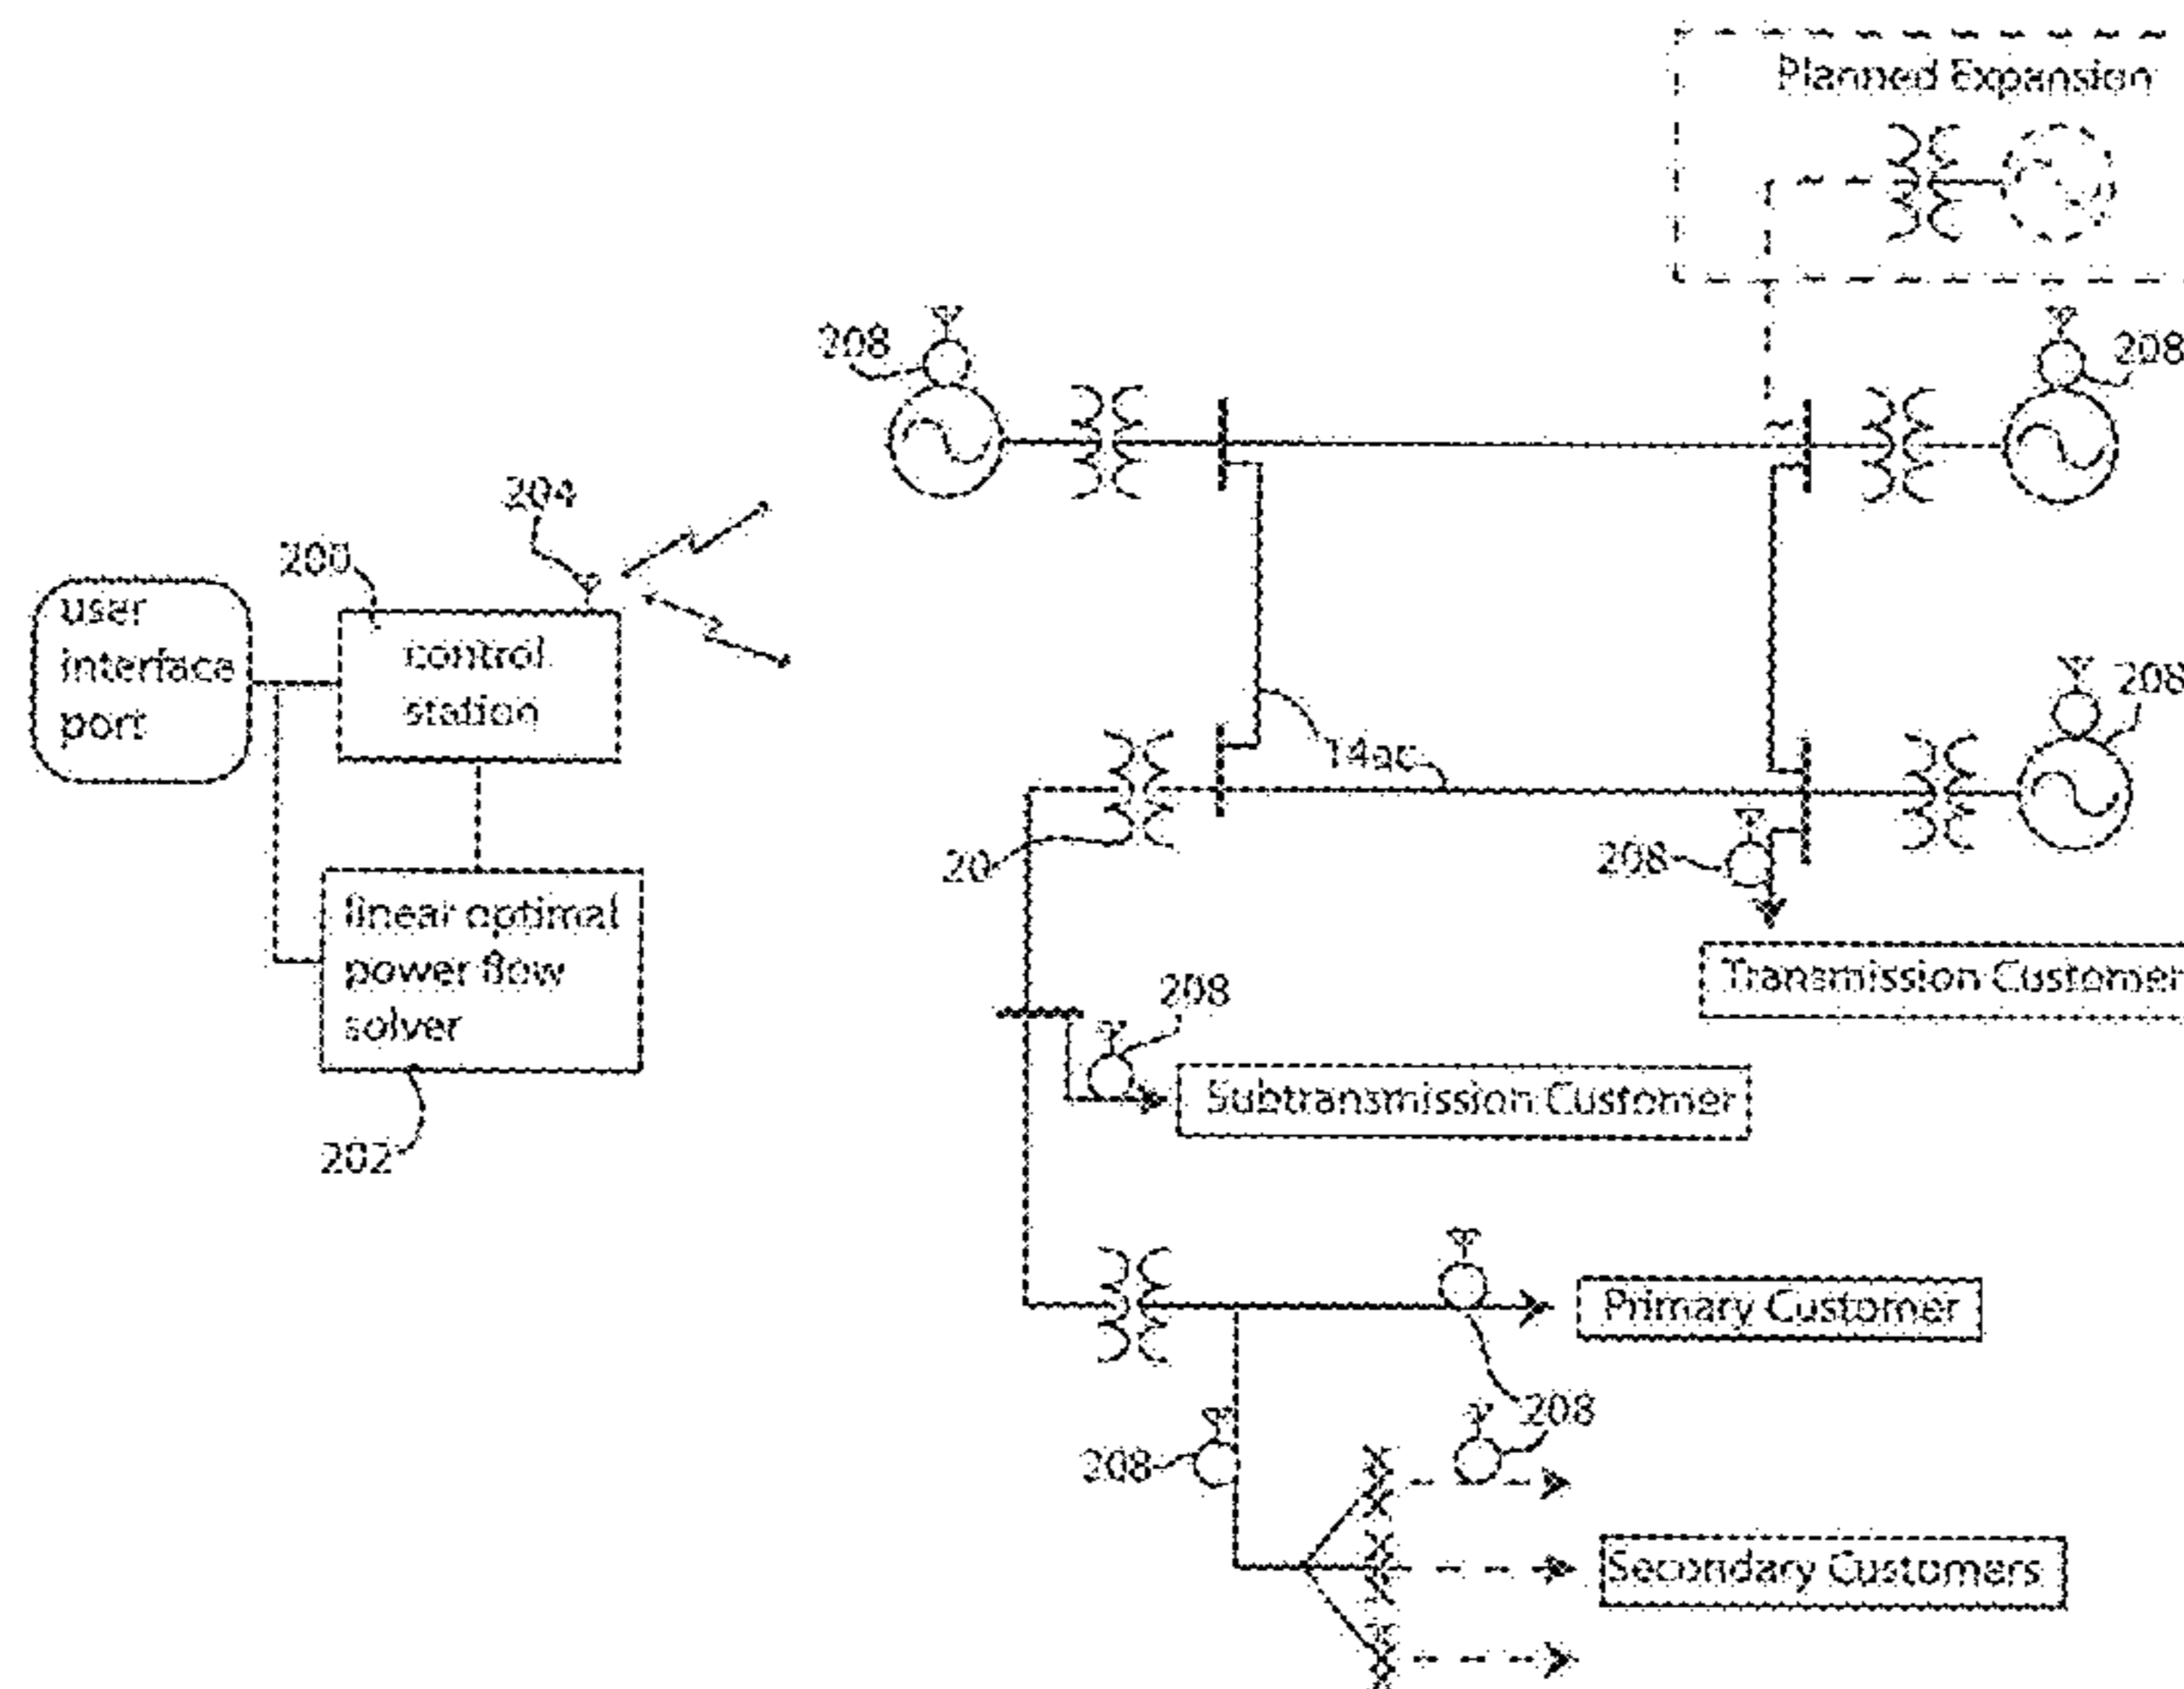 Planned Expansion
208
208
204
200
user
interface
port
control
station
208
14ac
20
208
linear optimal
power flow
solver
Transmission Customer
208
Subtransmission Customer
202
Primary Customer
208
208
208
Secondary Customers